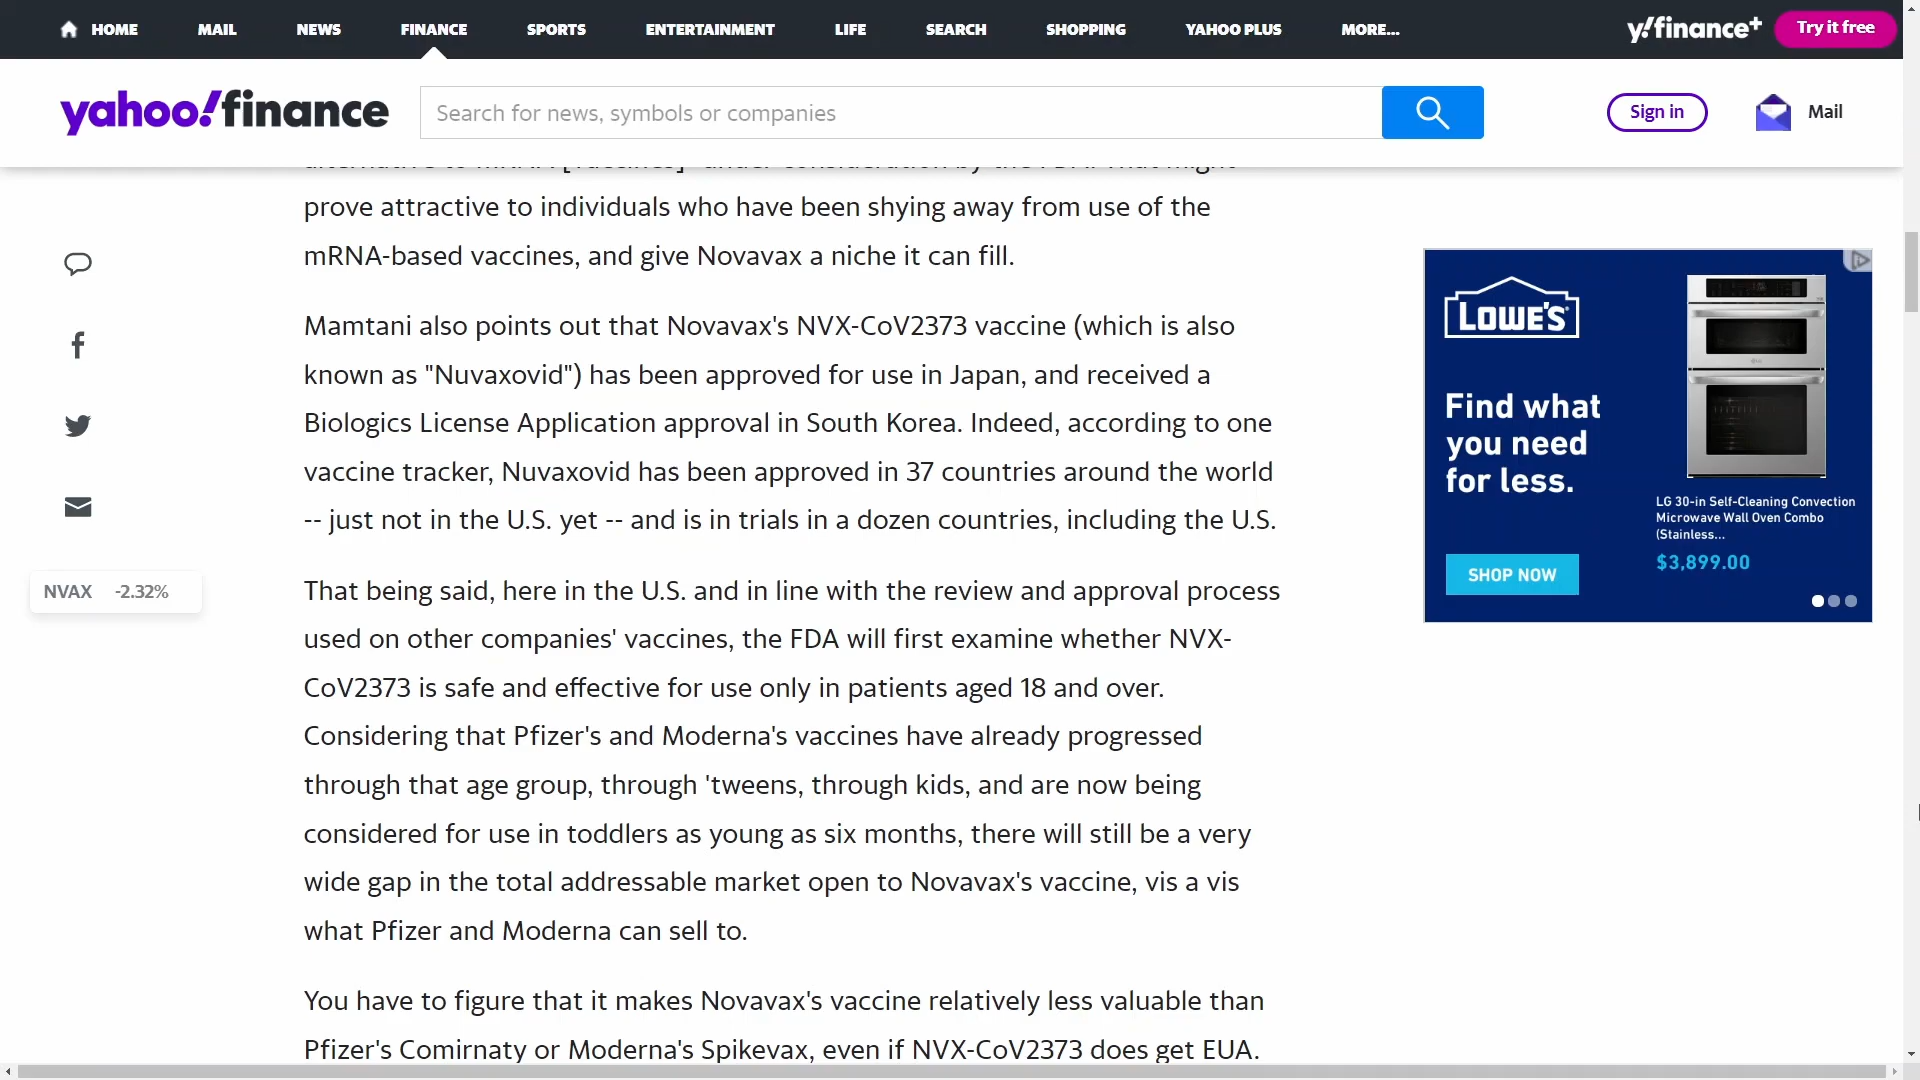 HOME MAIL NEWS FINANCE SPORTS ENTERTAINMENT LIFE SEARCH SHOPPING YAHOO PLUS MORE... y!finance+ Try it free
yahoo!finance Search for news, symbols or companies Sign in Mail
prove attractive to individuals who have been shying away from use of the
mRNA-based vaccines, and give Novavax a niche it can fill.
Mamtani also points out that Novavax's NVX-CoV2373 vaccine (which is also
known as "Nuvaxovid") has been approved for use in Japan, and received a
Biologics License Application approval in South Korea. Indeed, according to one
vaccine tracker, Nuvaxovid has been approved in 37 countries around the world
-- just not in the U.S. yet -- and is in trials in a dozen countries, including the U.S.
That being said, here in the U.S. and in line with the review and approval process
used on other companies' vaccines, the FDA will first examine whether NVX-
CoV2373 is safe and effective for use only in patients aged 18 and over.
Considering that Pfizer's and Moderna's vaccines have already progressed
through that age group, through 'tweens, through kids, and are now being
considered for use in toddlers as young as six months, there will still be a very
wide gap in the total addressable market open to Novavax's vaccine, vis a vis
what Pfizer and Moderna can sell to.
You have to figure that it makes Novavax's vaccine relatively less valuable than
Pfizer's Comirnaty or Moderna's Spikevax, even if NVX-CoV2373 does get EUA.
NVAX -2.32%
LOWE'S
Find what
you need
for less.
SHOP NOW
LG 30-in Self-Cleaning Convection
Microwave Wall Oven Combo
(Stainless...
$3,899.00